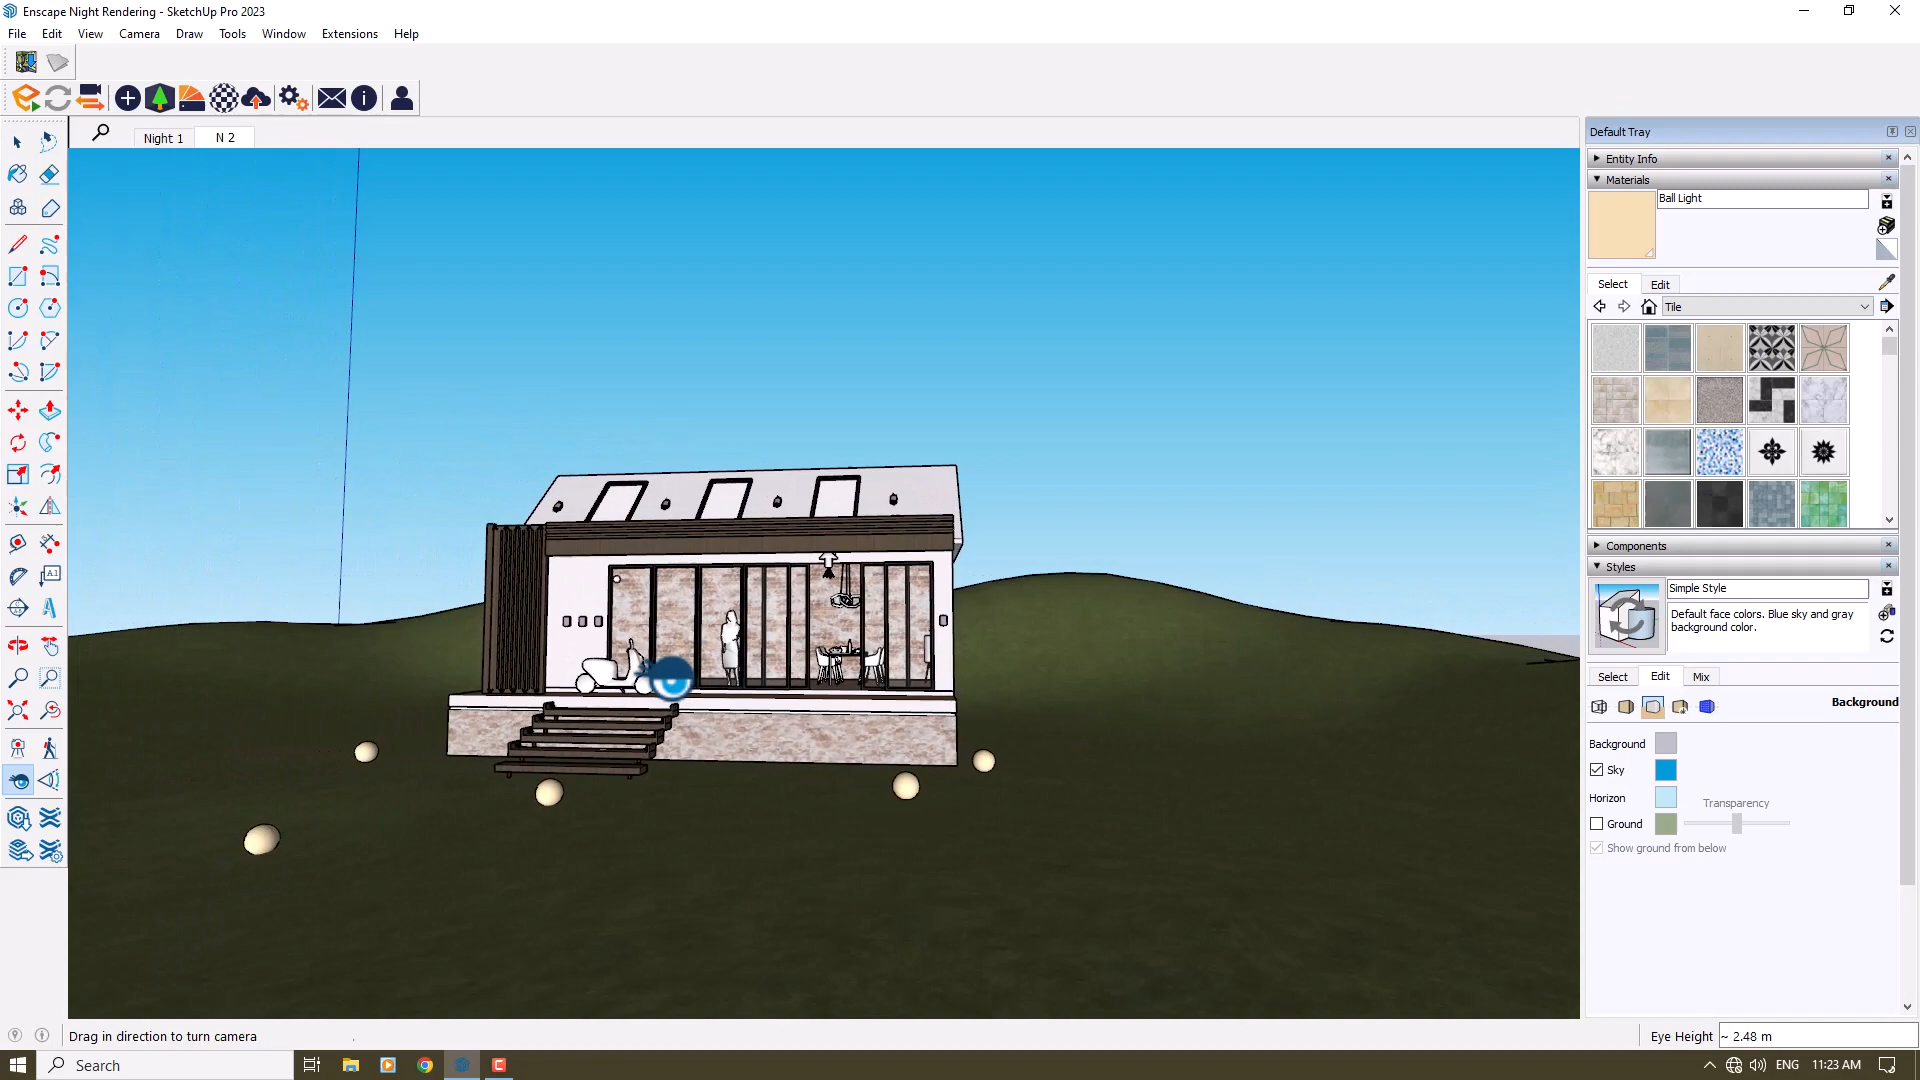 Enscape Night Rendering - SketchUp Pro 2023
File Edit View Camera Draw Tools Window Extensions Help
Night 1 N 2
Default Tray
Entity Info
Materials
Ball Light
Select Edit
Tile
Components
Styles
Simple Style
Default face colors. Blue sky and gray
background color.
Select Edit Mix
Background
Background
Sky
Horizon
Transparency
Ground
Show ground from below
Drag in direction to turn camera
Eye Height ~ 2.48 m
Search
ENG 11:23 AM